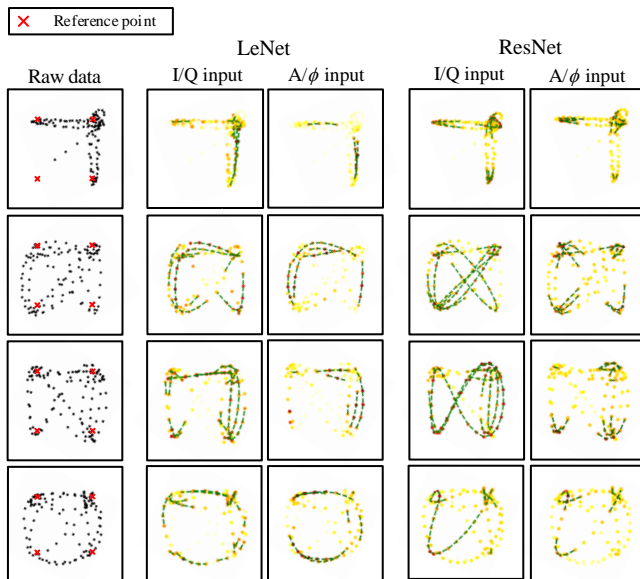 Reference point
LeNet
ResNet
Raw data
I/Q input
A/ϕ input
I/Q input
A/ϕ input